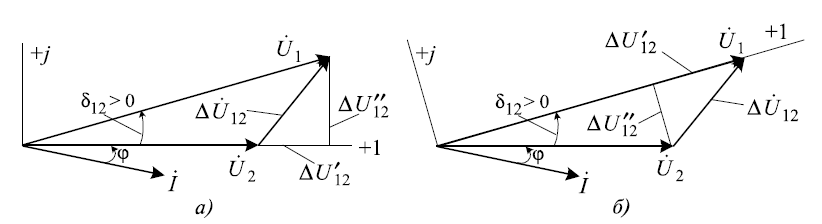 +j
U̇₁
δ₁₂ > 0
ΔU̇₁₂
ΔU″₁₂
φ
+1
U̇₂
ΔU′₁₂
İ
а)
+j
ΔU′₁₂
U̇₁
+1
δ₁₂ > 0
ΔU″₁₂
ΔU̇₁₂
φ
U̇₂
İ
б)